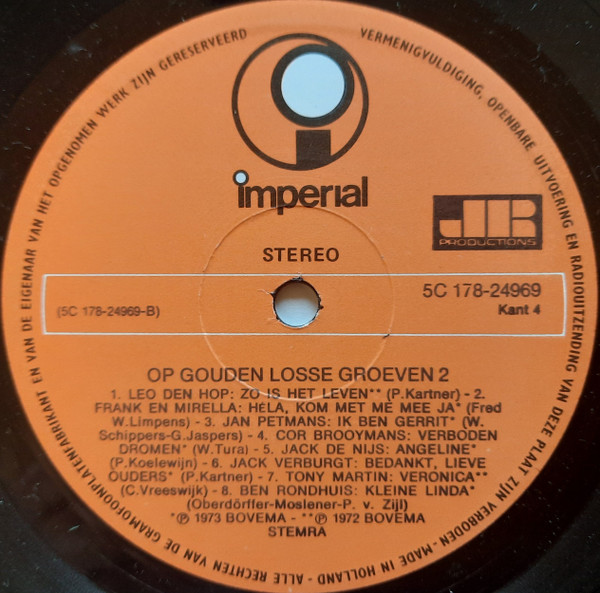 ALLE RECHTEN VAN DE GRAMOFOONPLATENFABRIKANT EN VAN DE EIGENAAR VAN HET OPGENOMEN WERK ZIJN GERESERVEERD
VERMENIGVULDIGING, OPENBARE UITVOERING EN RADIOUITZENDING VAN DEZE PLAAT ZIJN VERBODEN - MADE IN HOLLAND -
imperial
JR
PRODUCTIONS
STEREO
5C 178-24969
(5C 178-24969-B)
Kant 4
OP GOUDEN LOSSE GROEVEN 2
1. LEO DEN HOP: ZO IS HET LEVEN** (P.Kartner) - 2.
FRANK EN MIRELLA: HELA, KOM MET ME MEE JA* (Fred
W.Limpens) - 3. JAN PETMANS: IK BEN GERRIT* (W.
Schippers-G.Jaspers) - 4. COR BROOYMANS: VERBODEN
DROMEN* (W.Tura) - 5. JACK DE NIJS: ANGELINE*
(P.Koelewijn) - 6. JACK VERBURGT: BEDANKT, LIEVE
OUDERS* (P.Kartner) - 7. TONY MARTIN: VERONICA**
(C.Vreeswijk) - 8. BEN RONDHUIS: KLEINE LINDA*
(Oberdörffer-Moslener-P. v. Zijl)
*Ⓟ 1973 BOVEMA - **Ⓟ 1972 BOVEMA
STEMRA